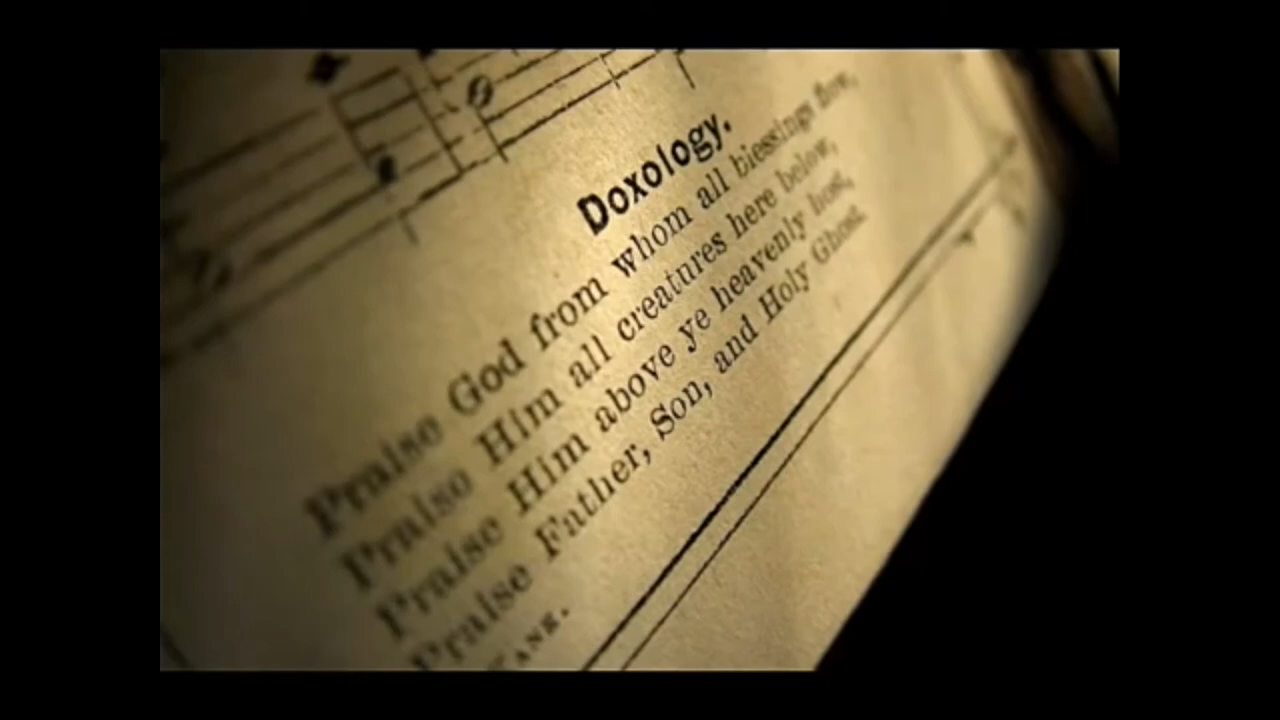 Doxology.
Praise God from whom all blessings flow,
Praise Him all creatures here below,
Praise Him above ye heavenly host,
Praise Father, Son, and Holy Ghost